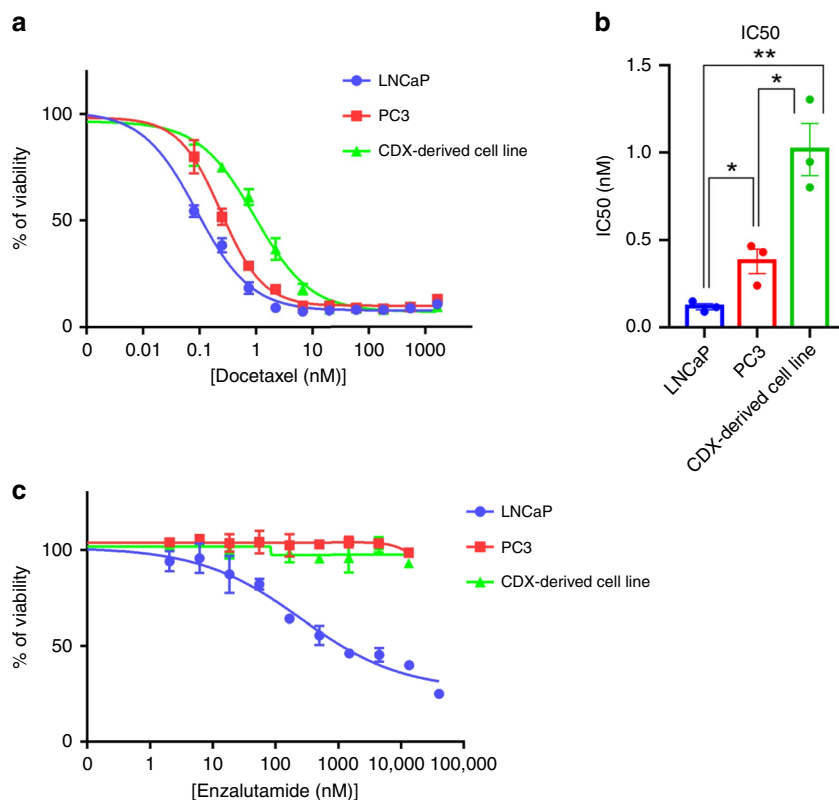 a
100
50
0
% of viability
0
0.01
0.1
1
10
100
1000
[Docetaxel (nM)]
LNCaP
PC3
CDX-derived cell line
b
IC50
**
*
*
1.5
1.0
0.5
0.0
IC50 (nM)
LNCaP
PC3
CDX-derived cell line
c
100
50
0
% of viability
0
1
10
100
1000
10,000
100,000
[Enzalutamide (nM)]
LNCaP
PC3
CDX-derived cell line